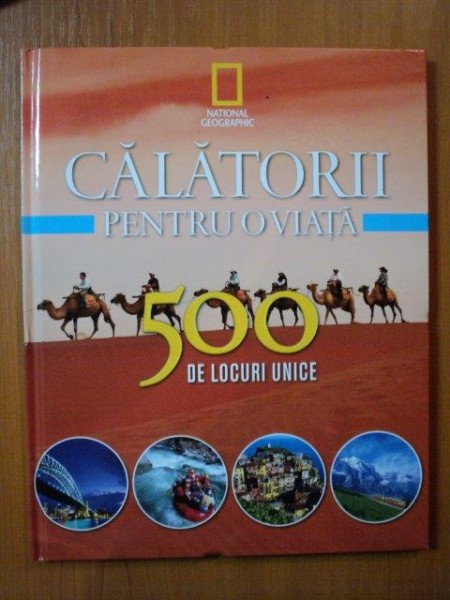 NATIONAL
GEOGRAPHIC
CĂLĂTORII
PENTRU O VIAȚĂ
500
DE LOCURI UNICE